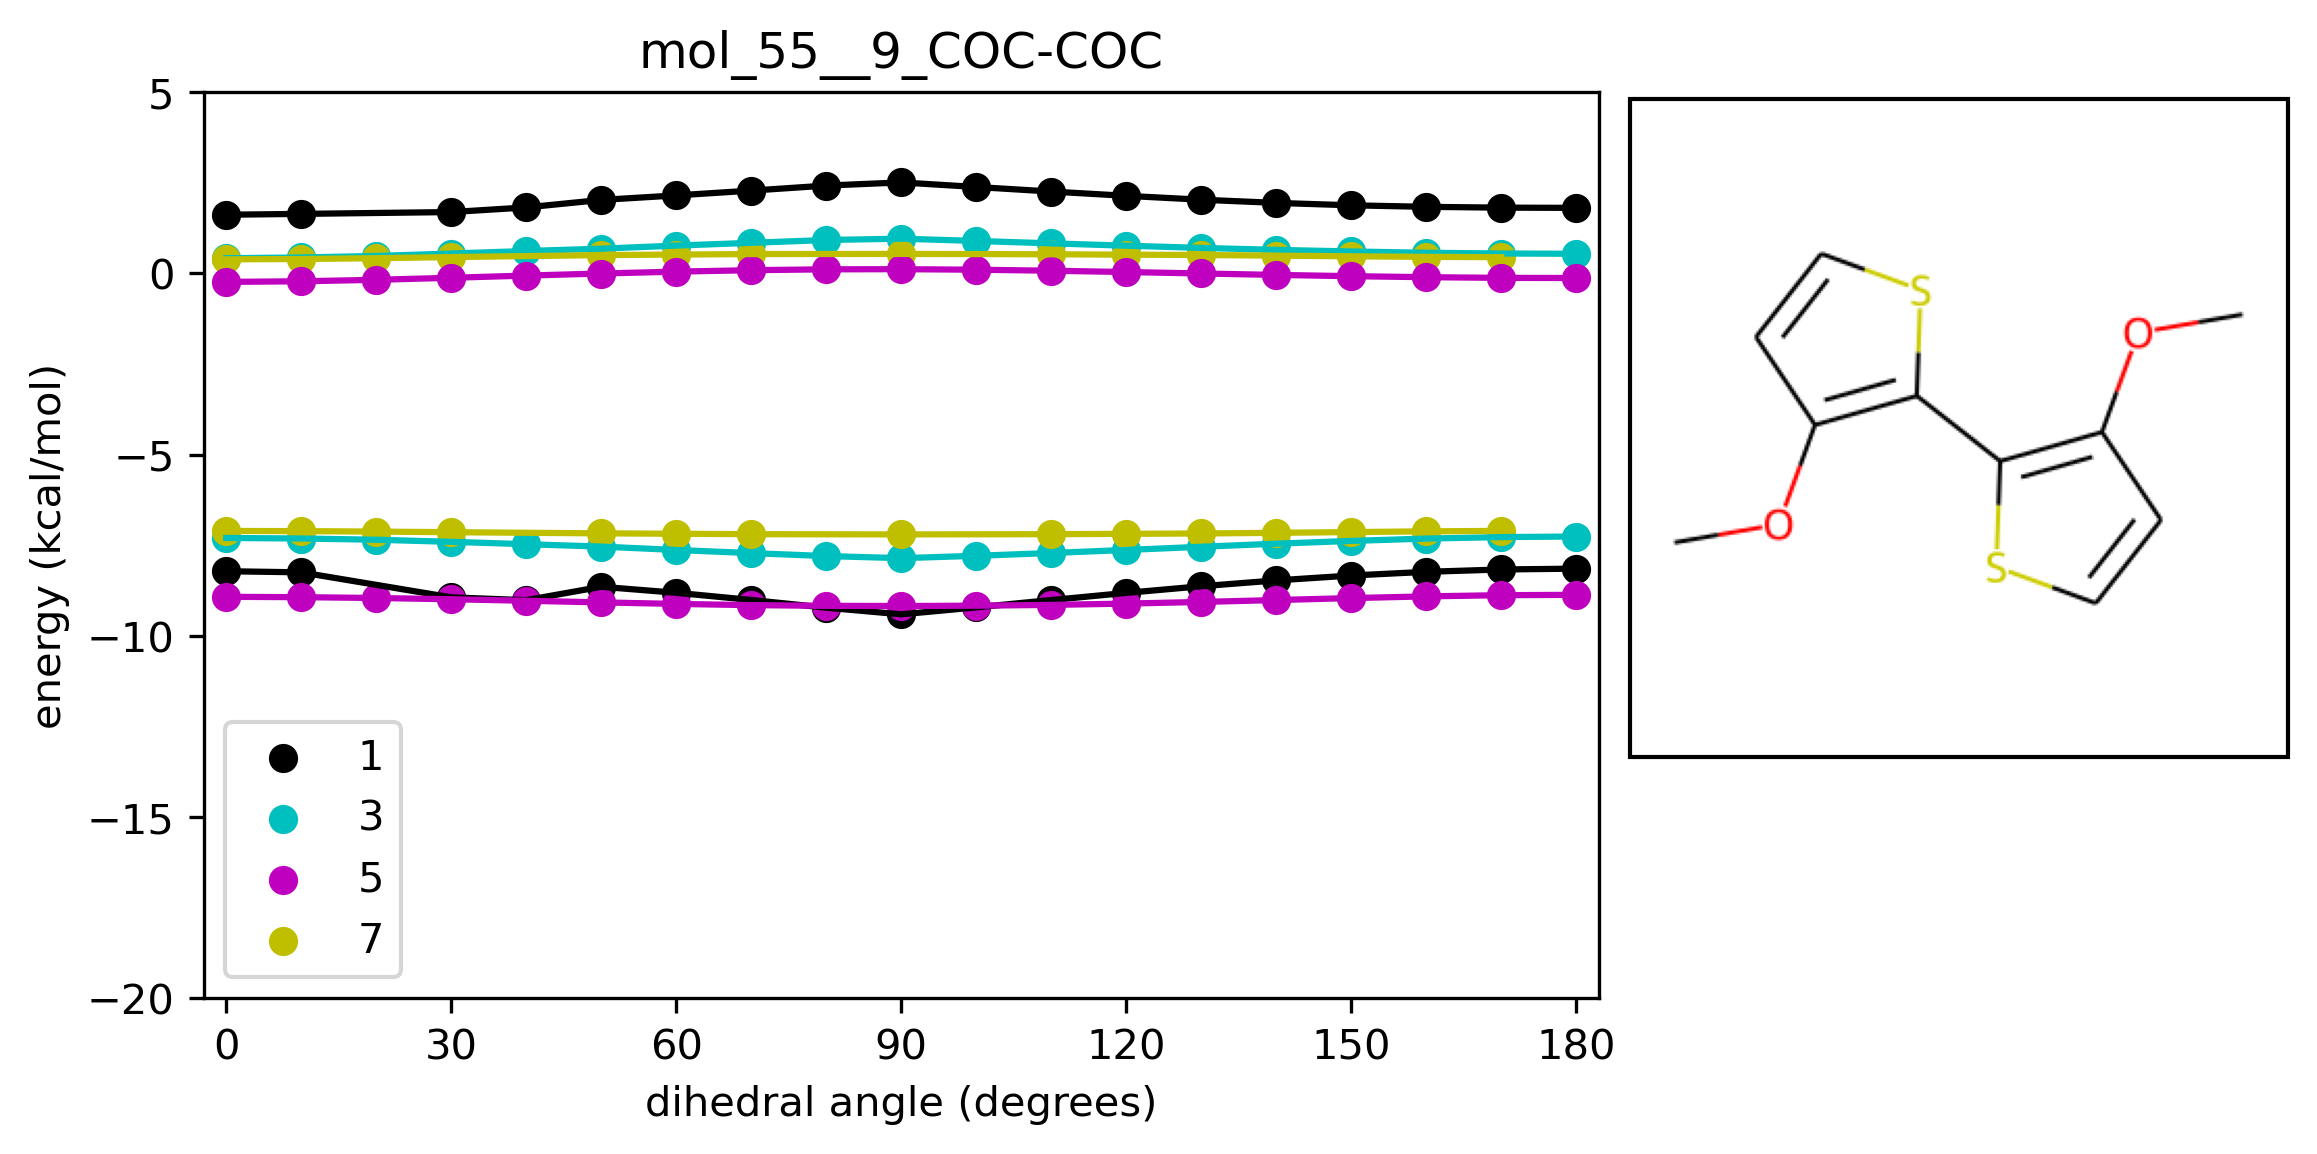 mol_55__9_COC-COC
energy (kcal/mol)
5
0
−5
−10
−15
−20
1
3
5
7
0 30 60 90 120 150 180
dihedral angle (degrees)
S
O
O
S